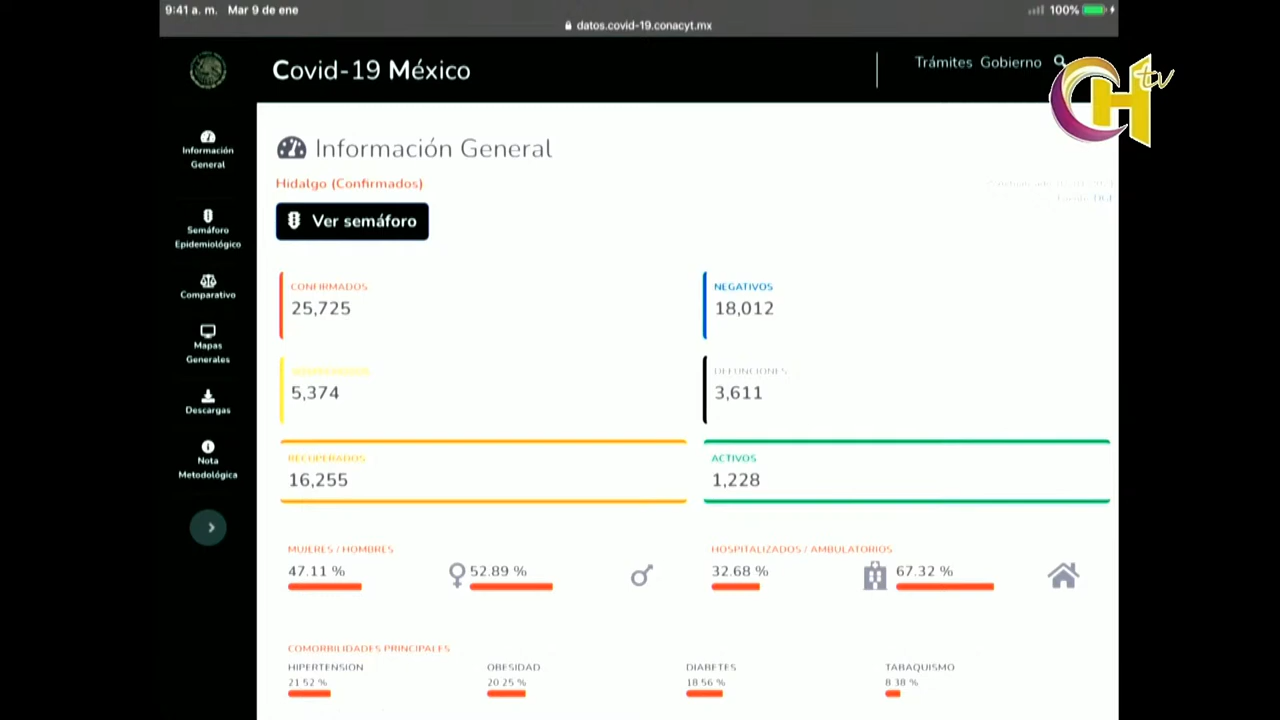 9:41 a. m. Mar 9 de ene
100%
datos.covid-19.conacyt.mx
Covid-19 México
Trámites Gobierno
CH tv
Información General
Información General
Hidalgo (Confirmados)
Ver semáforo
Semáforo Epidemiológico
Comparativo
Mapas Generales
Descargas
Nota Metodológica
CONFIRMADOS
25,725
NEGATIVOS
18,012
5,374
DEFUNCIONES
3,611
RECUPERADOS
16,255
ACTIVOS
1,228
MUJERES / HOMBRES
47.11 %
52.89 %
HOSPITALIZADOS / AMBULATORIOS
32.68 %
67.32 %
COMORBILIDADES PRINCIPALES
HIPERTENSION
21.52 %
OBESIDAD
20.25 %
DIABETES
18.56 %
TABAQUISMO
8.38 %